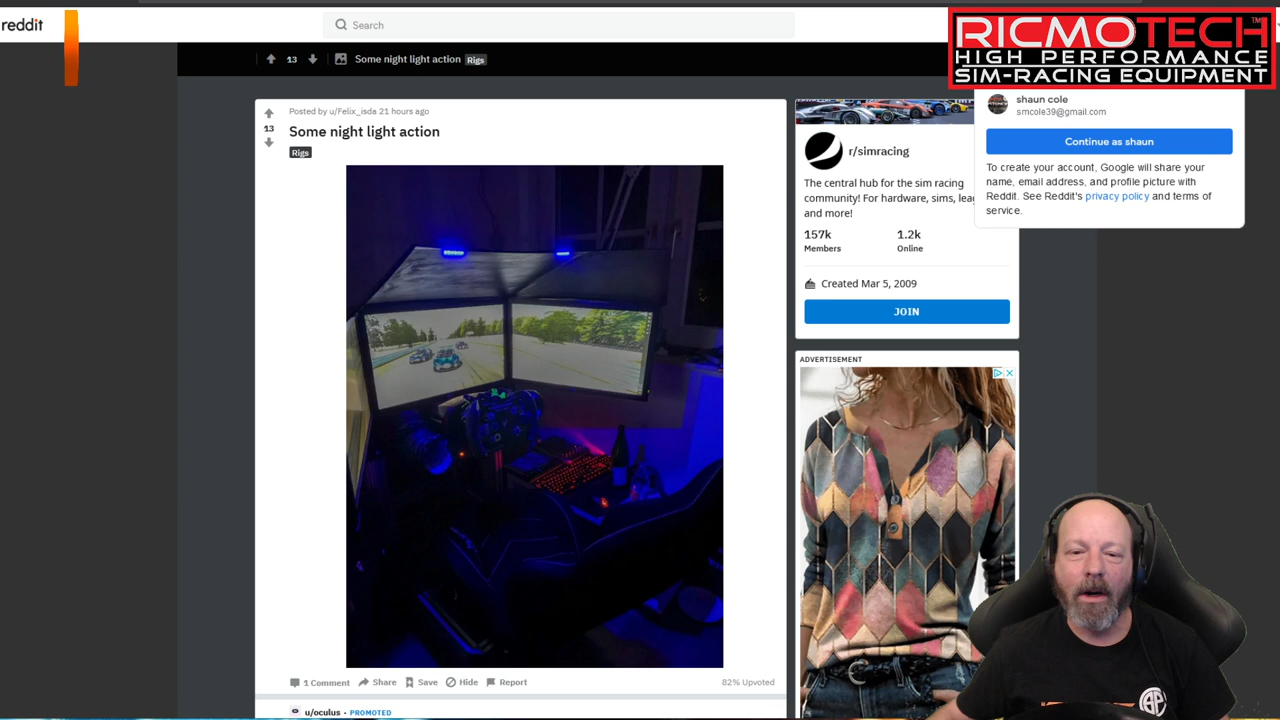 reddit
Search
RICMOTECH™
HIGH PERFORMANCE
SIM-RACING EQUIPMENT
13
Some night light action Rigs
shaun cole
smcole39@gmail.com
Continue as shaun
To create your account, Google will share your
name, email address, and profile picture with
Reddit. See Reddit's privacy policy and terms of
service.
Posted by u/Felix_isda 21 hours ago
13
Some night light action
Rigs
r/simracing
The central hub for the sim racing
community! For hardware, sims,
and more!
157k
1.2k
Members
Online
Created Mar 5, 2009
JOIN
ADVERTISEMENT
1 Comment Share Save Hide Report
82% Upvoted
u/oculus • PROMOTED